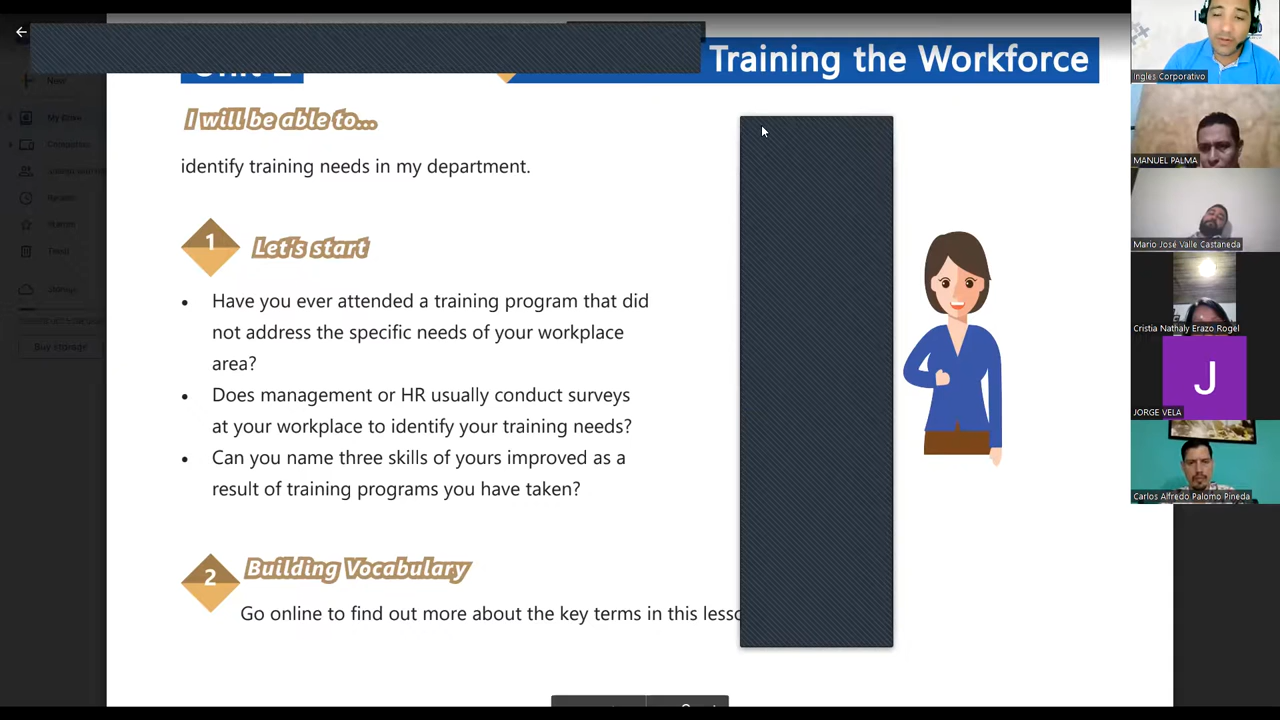 Training the Workforce
I will be able to...
identify training needs in my department.
1
Let's start
• Have you ever attended a training program that did
not address the specific needs of your workplace
area?
• Does management or HR usually conduct surveys
at your workplace to identify your training needs?
• Can you name three skills of yours improved as a
result of training programs you have taken?
2
Building Vocabulary
Go online to find out more about the key terms in this
Ingles Corporativo
MANUEL PALMA
Mario José Valle Castaneda
Cristia Nathaly Erazo Rogel
J
JORGE VELA
Carlos Alfredo Palomo Pineda